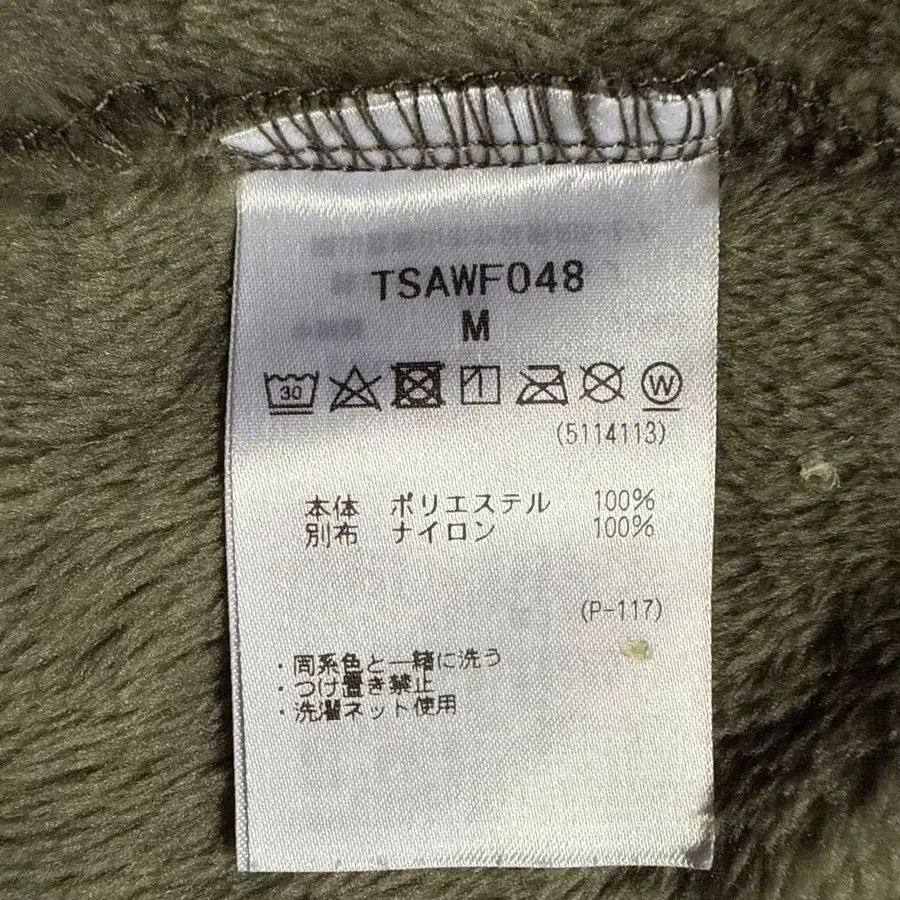 TSAWF048
M
30 W
(5114113)
本体 ポリエステル 100%
別布 ナイロン 100%
(P-117)
・同系色と一緒に洗う
・つけ置き禁止
・洗濯ネット使用